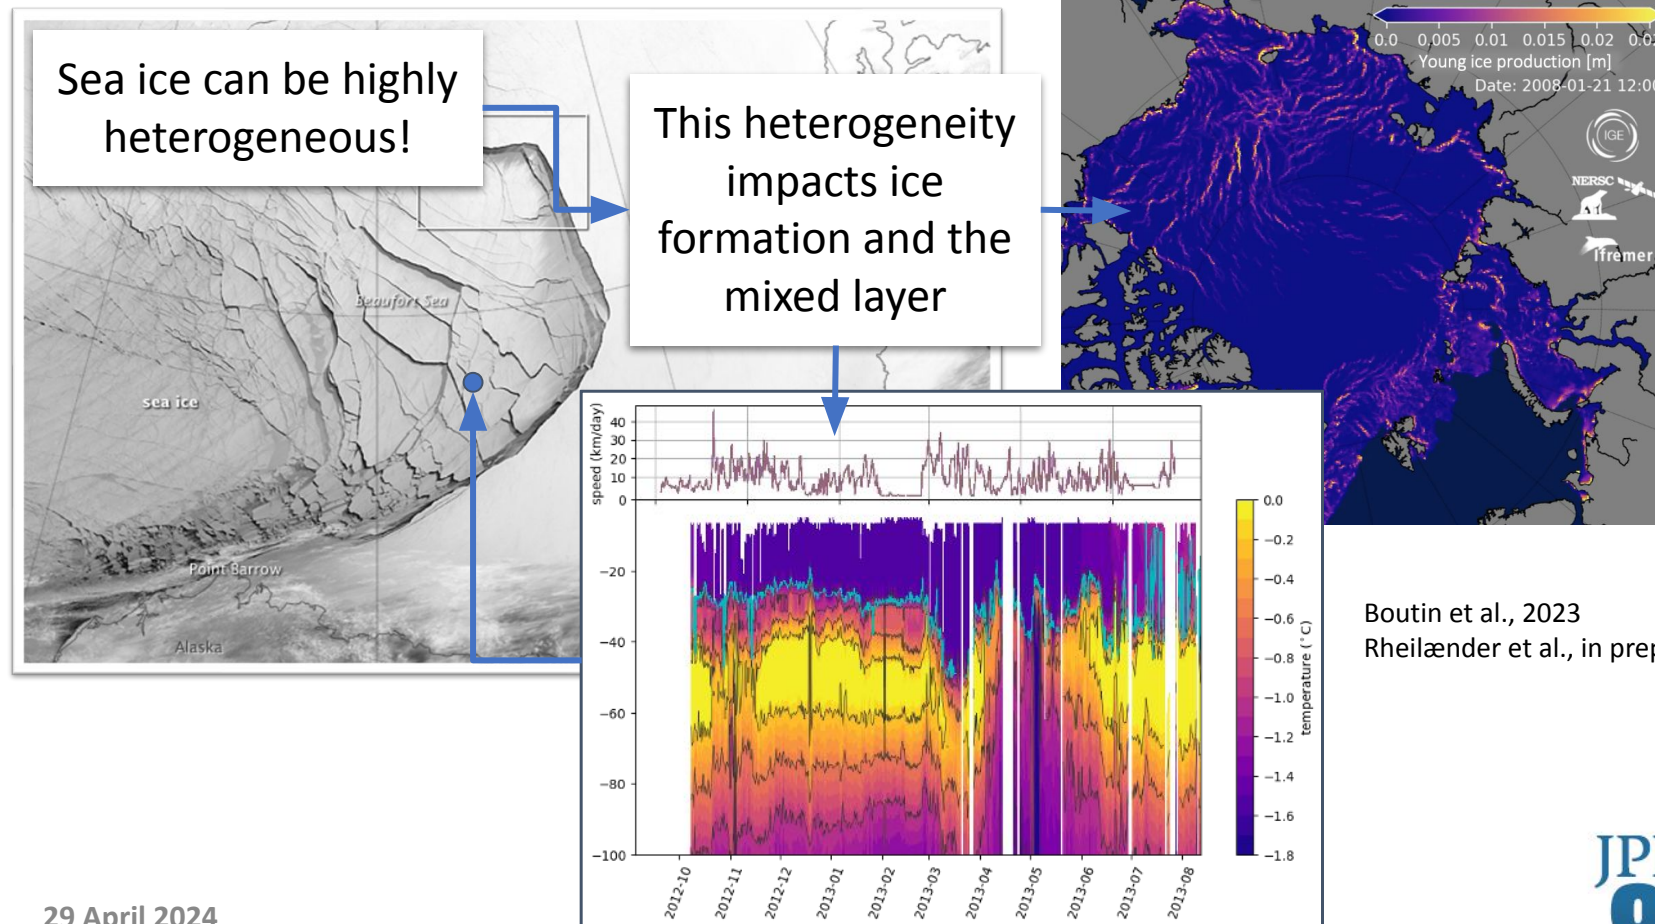 Sea ice can be highly
heterogeneous!
This heterogeneity
impacts ice
formation and the
mixed layer
Beaufort Sea
sea ice
Point Barrow
Alaska
0.0 0.005 0.01 0.015 0.02
Young ice production [m]
Date: 2008-01-21 12:00
IGE
NERSC
Ifremer
speed (km/day)
40
30
20
10
0
−20
−40
−60
−80
−100
2012-10
2012-11
2012-12
2013-01
2013-02
2013-03
2013-04
2013-05
2013-06
2013-07
2013-08
0.0
−0.2
−0.4
−0.6
−0.8
−1.0
−1.2
−1.4
−1.6
−1.8
temperature (°C)
Boutin et al., 2023
Rheilænder et al., in prep
29 April 2024